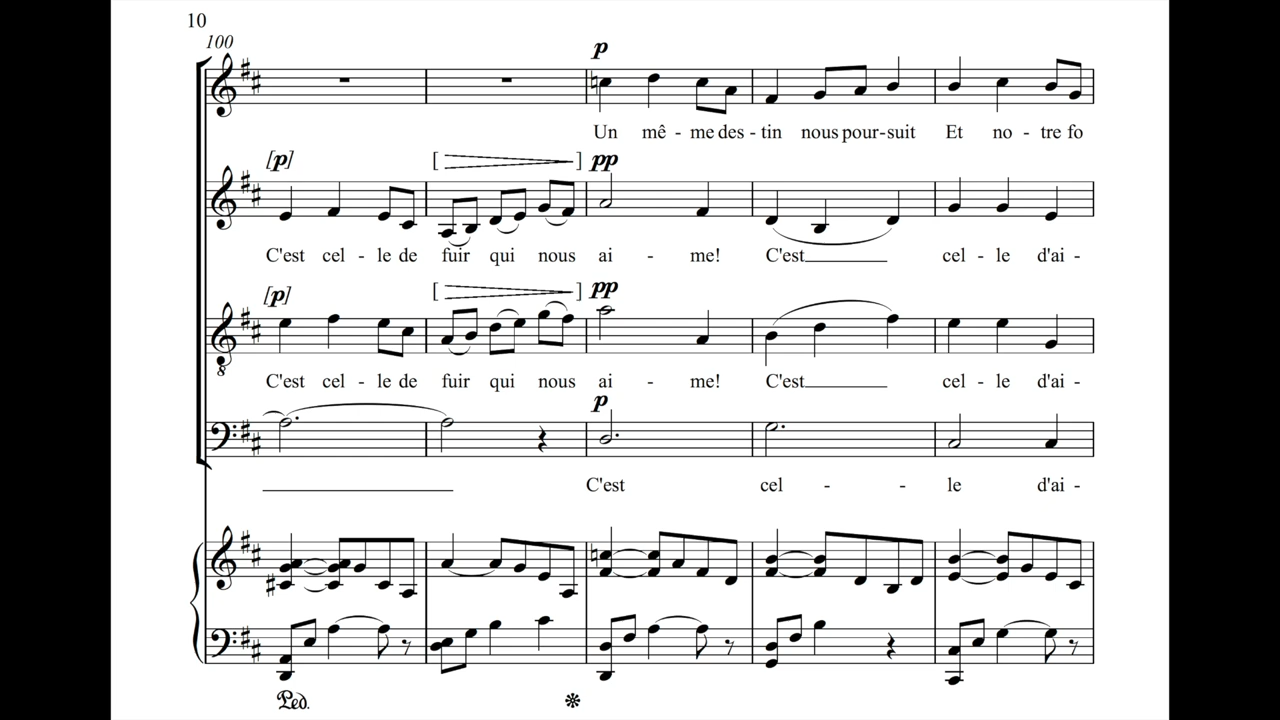 10
100
p
Un mê - me des - tin nous pour - suit Et no - tre fo
[p] [ ] pp
C'est cel - le de fuir qui nous ai - me! C'est cel - le d'ai -
[p] [ ] pp
8
C'est cel - le de fuir qui nous ai - me! C'est cel - le d'ai -
p
C'est cel - - le d'ai -
Ped.